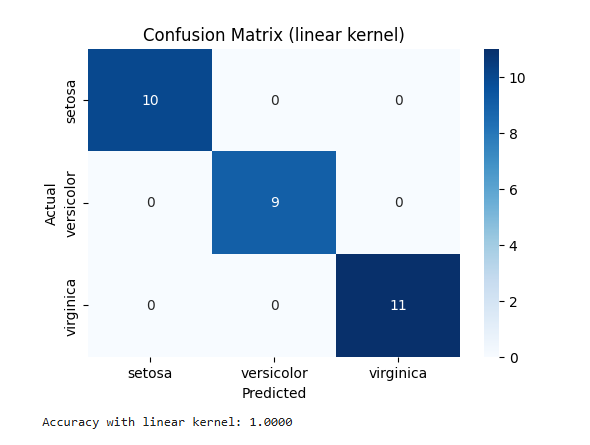 Confusion Matrix (linear kernel)
setosa
10
0
0
10
8
Actual
versicolor
0
9
0
6
4
virginica
0
0
11
2
0
setosa
versicolor
virginica
Predicted
Accuracy with linear kernel: 1.0000